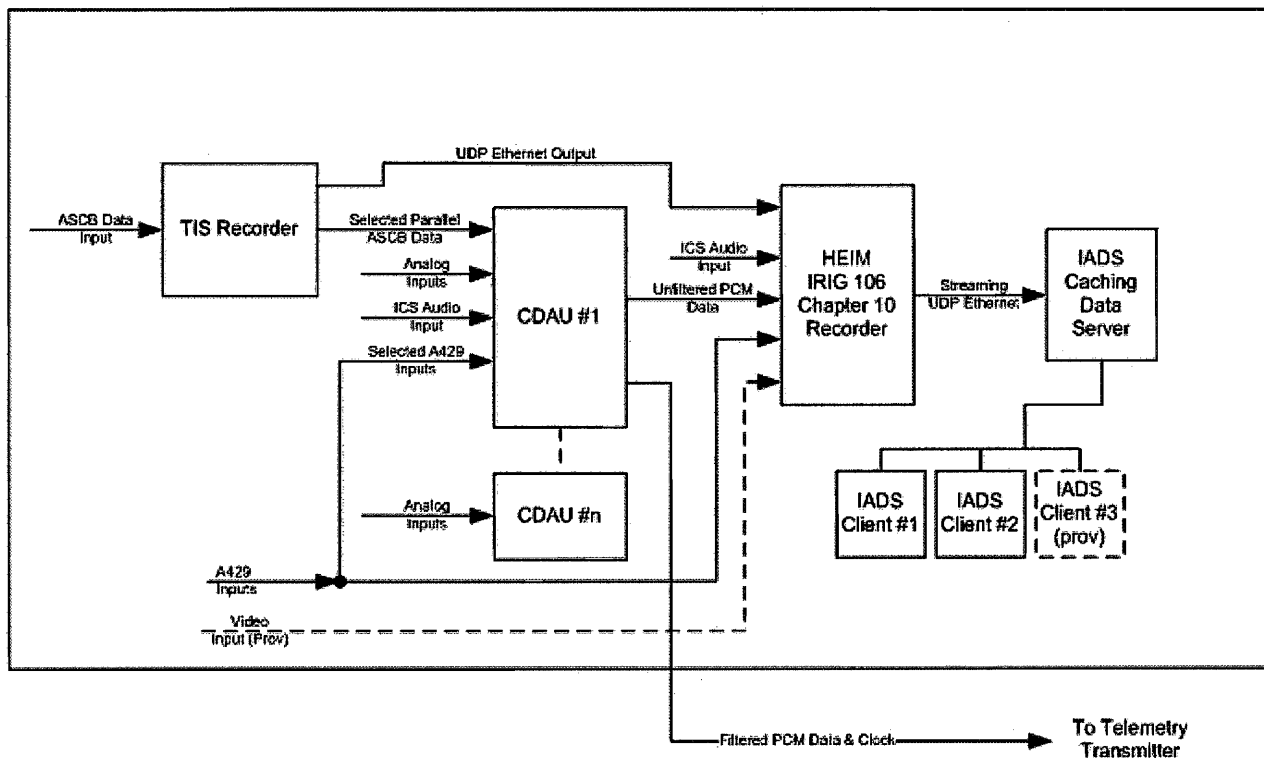 UDP Ethernet Output
ASCB Data
Input
TIS Recorder
Selected Parallel
ASCB Data
Analog
Inputs
ICS Audio
Input
Selected A429
Inputs
CDAU #1
Unfiltered PCM
Data
ICS Audio
Input
HEIM
IRIG 106
Chapter 10
Recorder
Streaming
UDP Ethernet
IADS
Caching
Data
Server
IADS
Client #1
IADS
Client #2
IADS
Client #3
(prov)
Analog
Inputs
CDAU #n
A429
Inputs
Video
Input (Prov)
Filtered PCM Data & Clock
To Telemetry
Transmitter